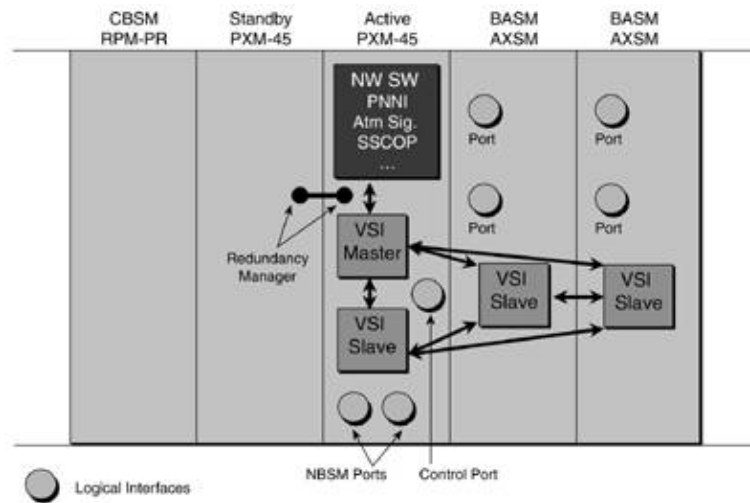 CBSM
RPM-PR
Standby
PXM-45
Active
PXM-45
BASM
AXSM
BASM
AXSM
NW SW
PNNI
Atm Sig.
SSCOP
...
Port
Port
Port
Port
Redundancy
Manager
VSI
Master
VSI
Slave
VSI
Slave
VSI
Slave
NBSM Ports
Control Port
Logical Interfaces